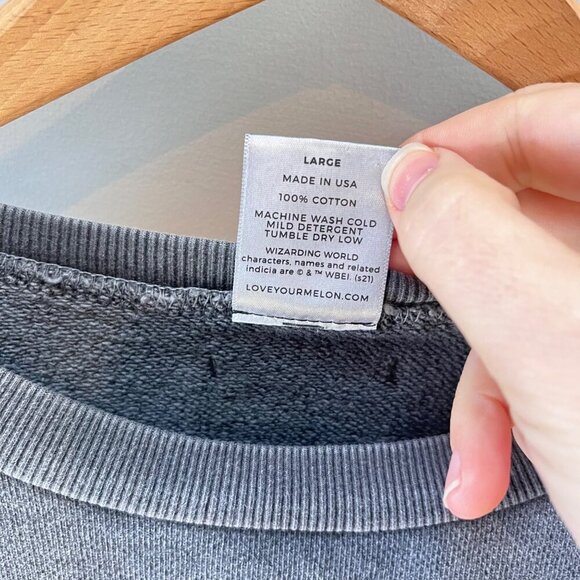 LARGE
MADE IN USA
100% COTTON
MACHINE WASH COLD
MILD DETERGENT
TUMBLE DRY LOW
WIZARDING WORLD
characters, names and related
indicia are © & ™ WBEI. (s21)
LOVEYOURMELON.COM